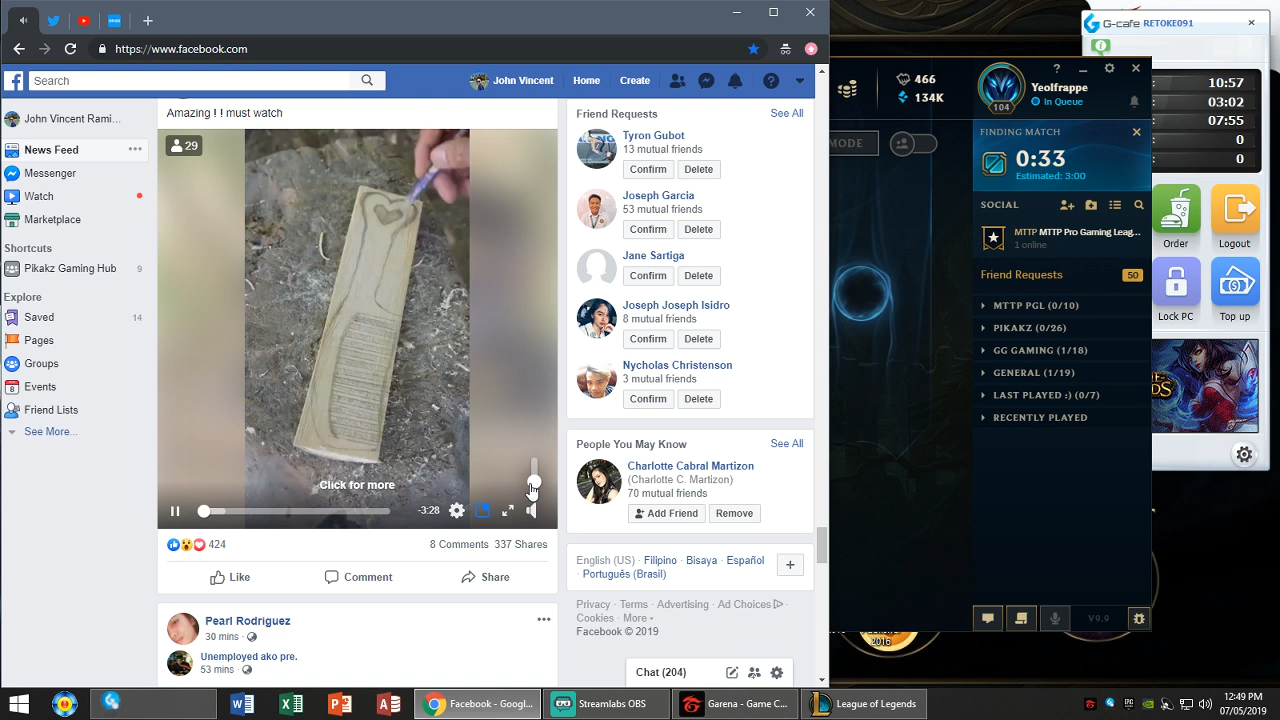 https://www.facebook.com
Search
John Vincent
Home
Create
John Vincent Rami...
News Feed
Messenger
Watch
Marketplace
Shortcuts
Pikakz Gaming Hub 9
Explore
Saved 14
Pages
Groups
Events
Friend Lists
See More...
Amazing ! ! must watch
29
Click for more
-3:28
424
8 Comments 337 Shares
Like
Comment
Share
Pearl Rodriguez
30 mins
Unemployed ako pre.
53 mins
Friend Requests
See All
Tyron Gubot
13 mutual friends
Confirm Delete
Joseph Garcia
53 mutual friends
Confirm Delete
Jane Sartiga
Confirm Delete
Joseph Joseph Isidro
8 mutual friends
Confirm Delete
Nycholas Christenson
3 mutual friends
Confirm Delete
People You May Know
See All
Charlotte Cabral Martizon
(Charlotte C. Martizon)
70 mutual friends
Add Friend Remove
English (US) · Filipino · Bisaya · Español
· Português (Brasil)
Privacy · Terms · Advertising · Ad Choices ·
Cookies · More
Facebook © 2019
Chat (204)
466
134K
MODE
104
Yeolfrappe
In Queue
FINDING MATCH
0:33
Estimated: 3:00
SOCIAL
MTTP MTTP Pro Gaming Leag...
1 online
Friend Requests 50
MTTP PGL (0/10)
PIKAKZ (0/26)
GG GAMING (1/18)
GENERAL (1/19)
LAST PLAYED :) (0/7)
RECENTLY PLAYED
V9.9
G-cafe RETOKE091
: 10:57
: 03:02
: 07:55
: 0
: 0
Order
Logout
Lock PC
Top up
2016
Facebook - Googl...
Streamlabs OBS
Garena - Game C...
League of Legends
12:49 PM
07/05/2019